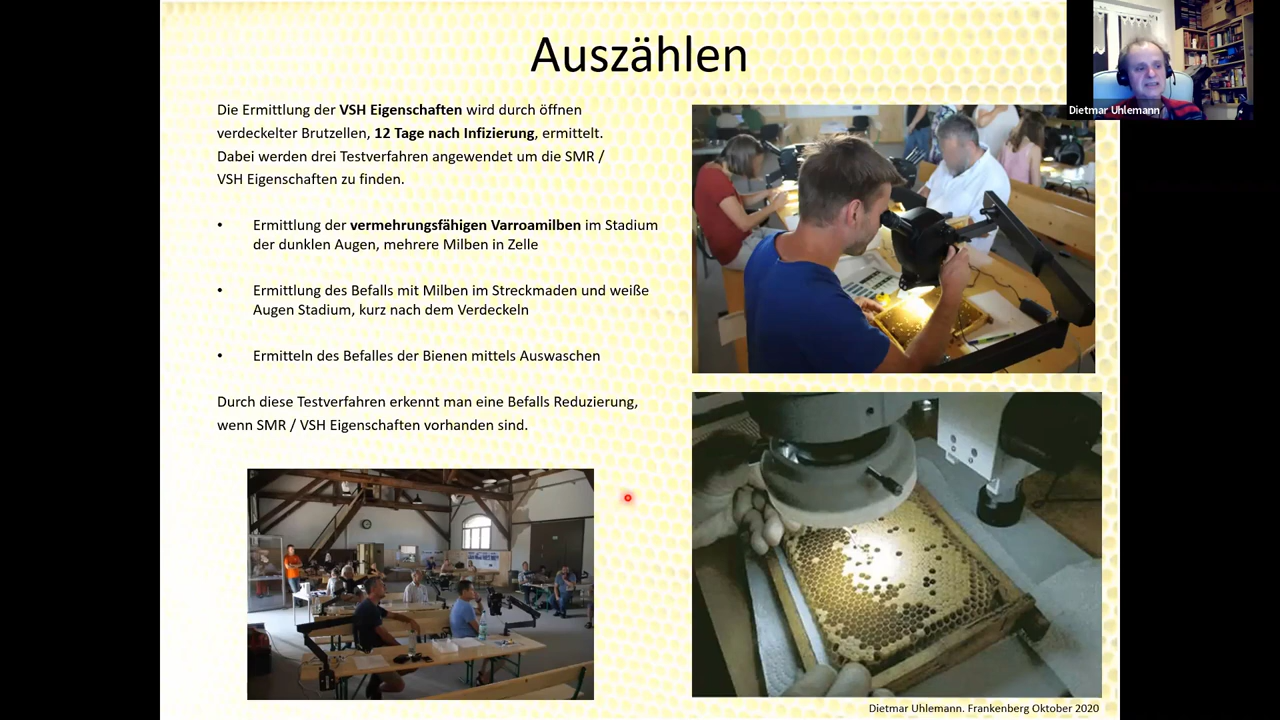 Auszählen
Dietmar Uhlemann
Die Ermittlung der VSH Eigenschaften wird durch öffnen
verdeckelter Brutzellen, 12 Tage nach Infizierung, ermittelt.
Dabei werden drei Testverfahren angewendet um die SMR /
VSH Eigenschaften zu finden.
• Ermittlung der vermehrungsfähigen Varroamilben im Stadium
der dunklen Augen, mehrere Milben in Zelle
• Ermittlung des Befalls mit Milben im Streckmaden und weiße
Augen Stadium, kurz nach dem Verdeckeln
• Ermitteln des Befalles der Bienen mittels Auswaschen
Durch diese Testverfahren erkennt man eine Befalls Reduzierung,
wenn SMR / VSH Eigenschaften vorhanden sind.
Dietmar Uhlemann. Frankenberg Oktober 2020